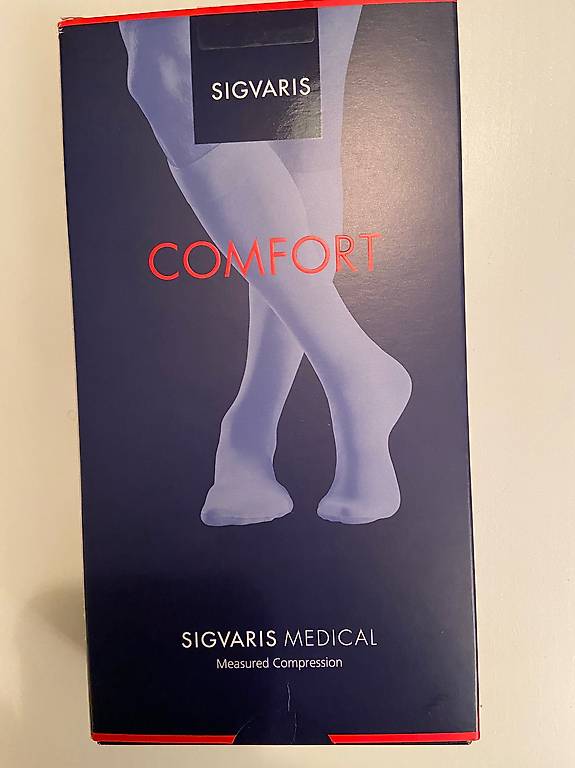 SIGVARIS
COMFORT
SIGVARIS MEDICAL
Measured Compression